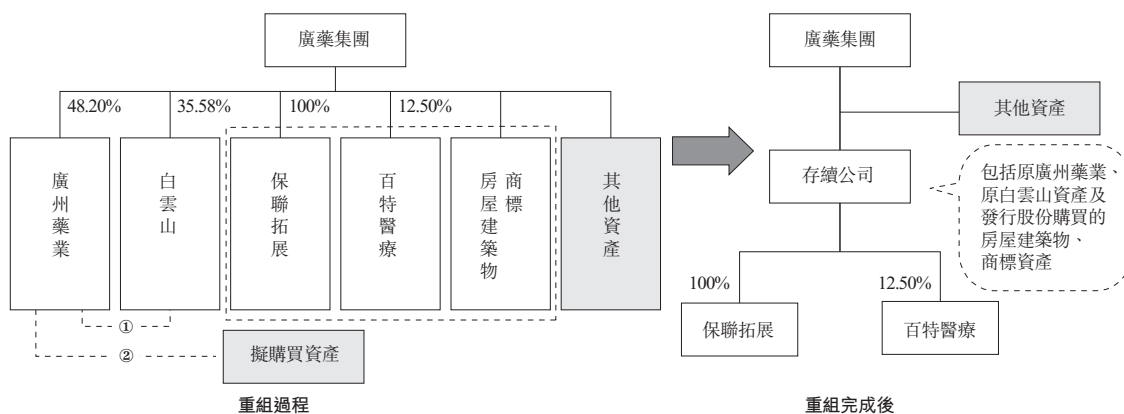 廣藥集團
48.20%
35.58%
100%
12.50%
廣州藥業
白雲山
保聯拓展
百特醫療
商標
房屋建築物
其他資產
①
②
擬購買資產
重組過程
廣藥集團
其他資產
存續公司
包括原廣州藥業、
原白雲山資產及
發行股份購買的
房屋建築物、
商標資產
100%
12.50%
保聯拓展
百特醫療
重組完成後